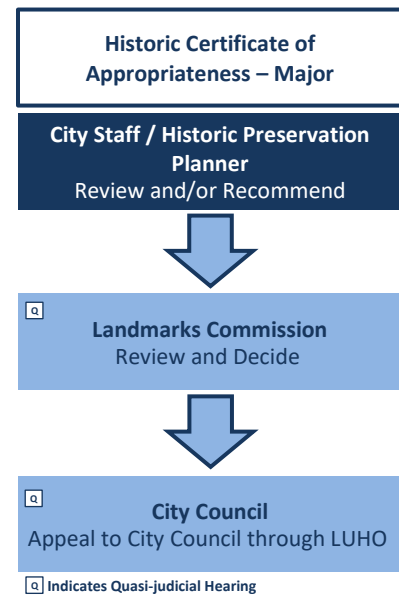 Historic Certificate of
Appropriateness – Major
City Staff / Historic Preservation
Planner
Review and/or Recommend
Q
Landmarks Commission
Review and Decide
Q
City Council
Appeal to City Council through LUHO
Q Indicates Quasi-judicial Hearing